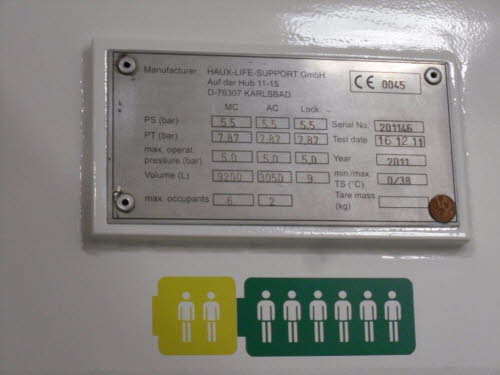 Manufacturer HAUX-LIFE-SUPPORT GmbH
Auf der Hub 11-15
D-76307 KARLSBAD
CE 0045
MC AC Lock
PS (bar) 5.5 5.5 5.5 Serial No. 201146
PT (bar) 7.87 7.87 7.87 Test date 16 12 11
max. operat.
pressure (bar) 5.0 5.0 5.0 Year 2011
Volume (L) 9200 3050 9 min./max.
TS (°C) 0/38
max. occupants 6 2 Tare mass
(kg)